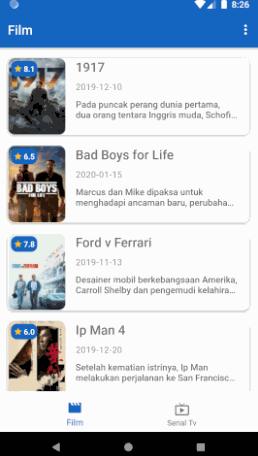 8:26
Film
8.1
1917
1917
2019-12-10
Pada puncak perang dunia pertama,
dua orang tentara Inggris muda, Schofi...
6.5
BAD BOYS
FOR LIFE
Bad Boys for Life
2020-01-15
Marcus dan Mike dipaksa untuk
menghadapi ancaman baru, perubaha...
7.8
Ford v Ferrari
2019-11-13
Desainer mobil berkebangsaan Amerika,
Carroll Shelby dan pengemudi kelahira...
6.0
Ip Man 4
2019-12-20
Setelah kematian istrinya, Ip Man
melakukan perjalanan ke San Francisc...
Film
Serial Tv